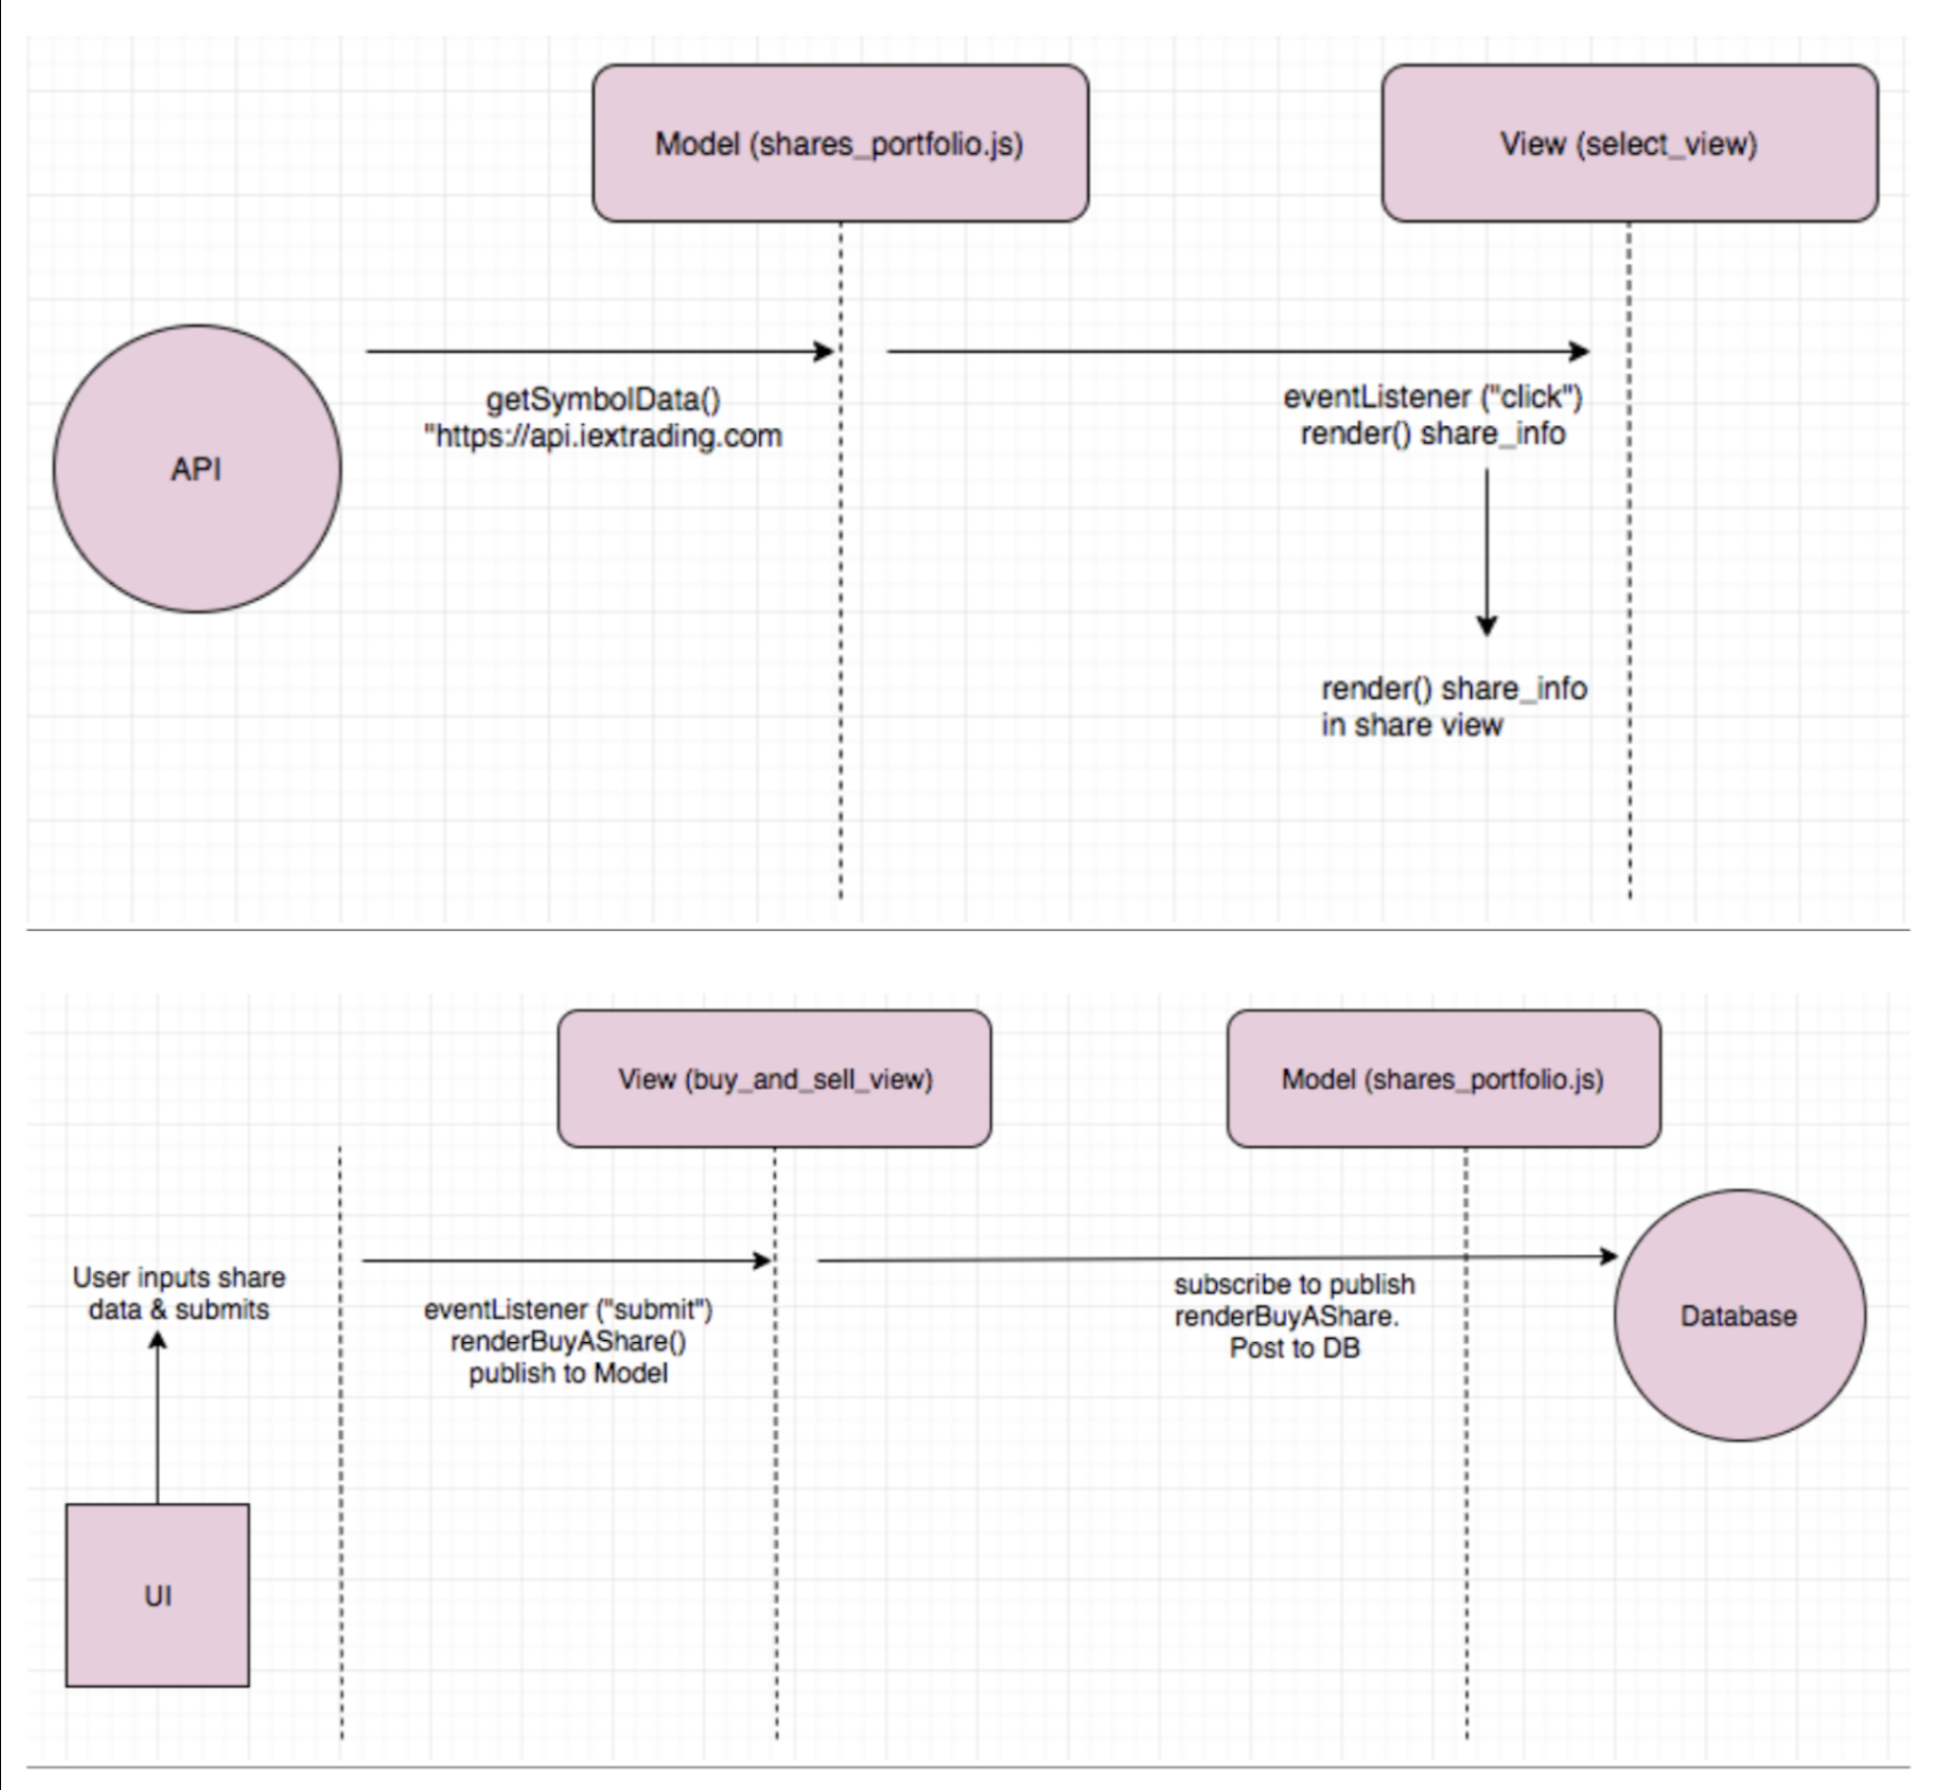 Model (shares_portfolio.js)
View (select_view)
API
getSymbolData()
"https://api.iextrading.com
eventListener ("click")
render() share_info
render() share_info
in share view
View (buy_and_sell_view)
Model (shares_portfolio.js)
User inputs share
data & submits
eventListener ("submit")
renderBuyAShare()
publish to Model
subscribe to publish
renderBuyAShare.
Post to DB
Database
UI